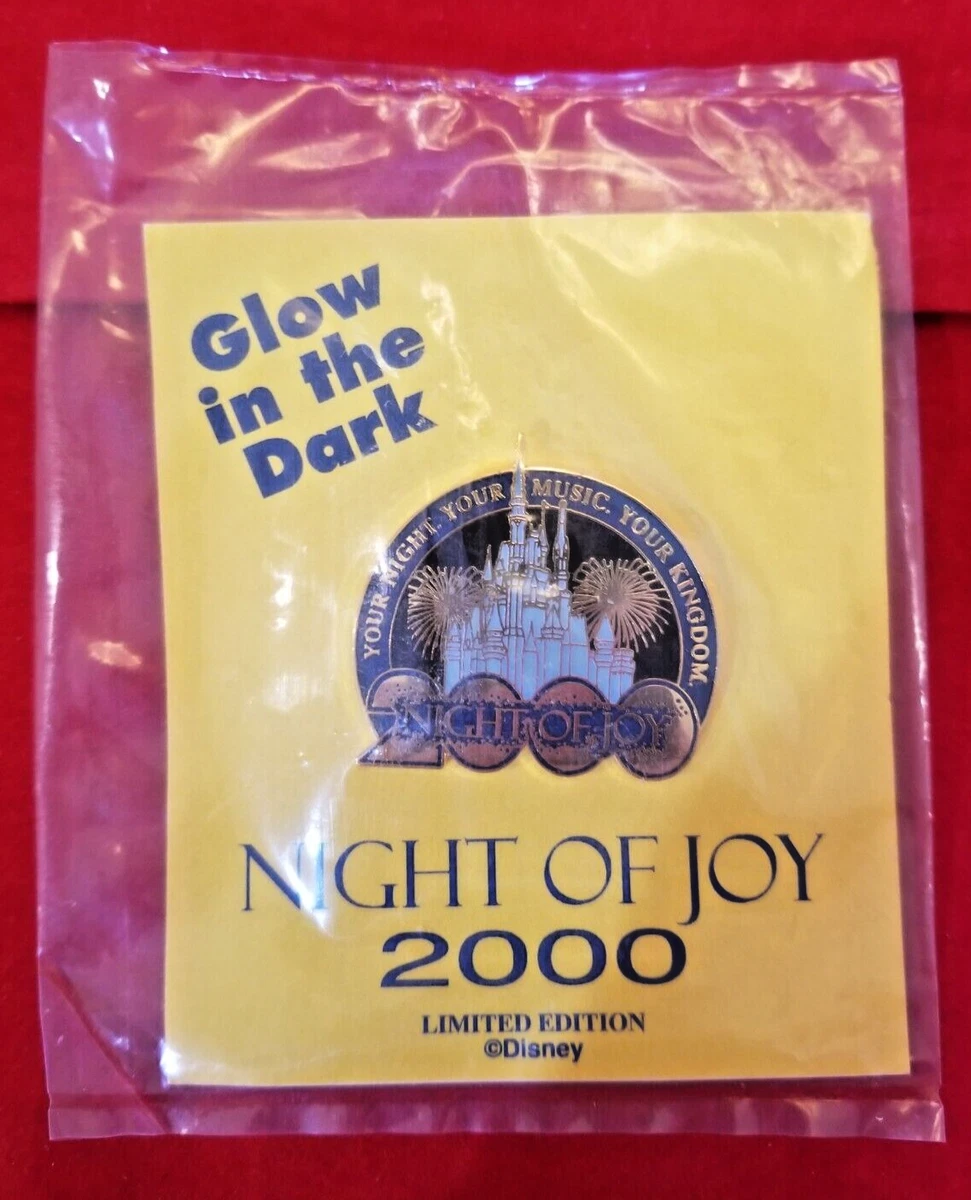 Glow
in the
Dark
YOUR NIGHT. YOUR MUSIC. YOUR KINGDOM.
2000
NIGHT OF JOY
NIGHT OF JOY
2000
LIMITED EDITION
©Disney